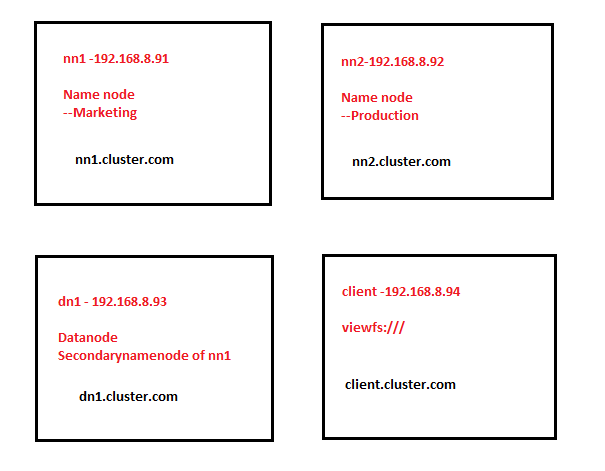 nn1 -192.168.8.91
Name node
--Marketing
nn1.cluster.com
nn2-192.168.8.92
Name node
--Production
nn2.cluster.com
dn1 - 192.168.8.93
Datanode
Secondarynamenode of nn1
dn1.cluster.com
client -192.168.8.94
viewfs:///
client.cluster.com